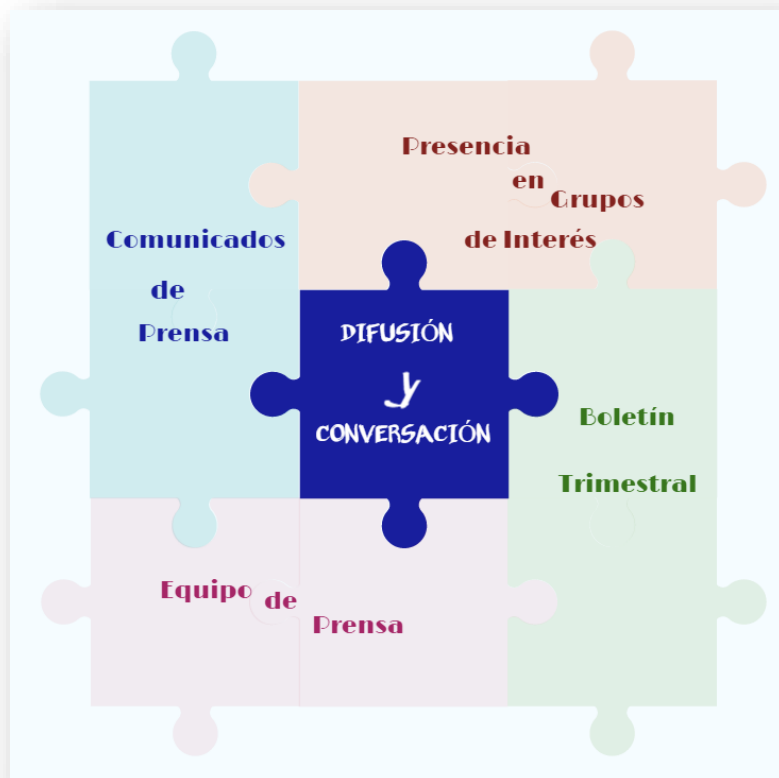 Presencia
en
Grupos
de Interés
Comunicados
de
Prensa
DIFUSIÓN
y
CONVERSACIÓN
Boletín
Trimestral
Equipo de
Prensa